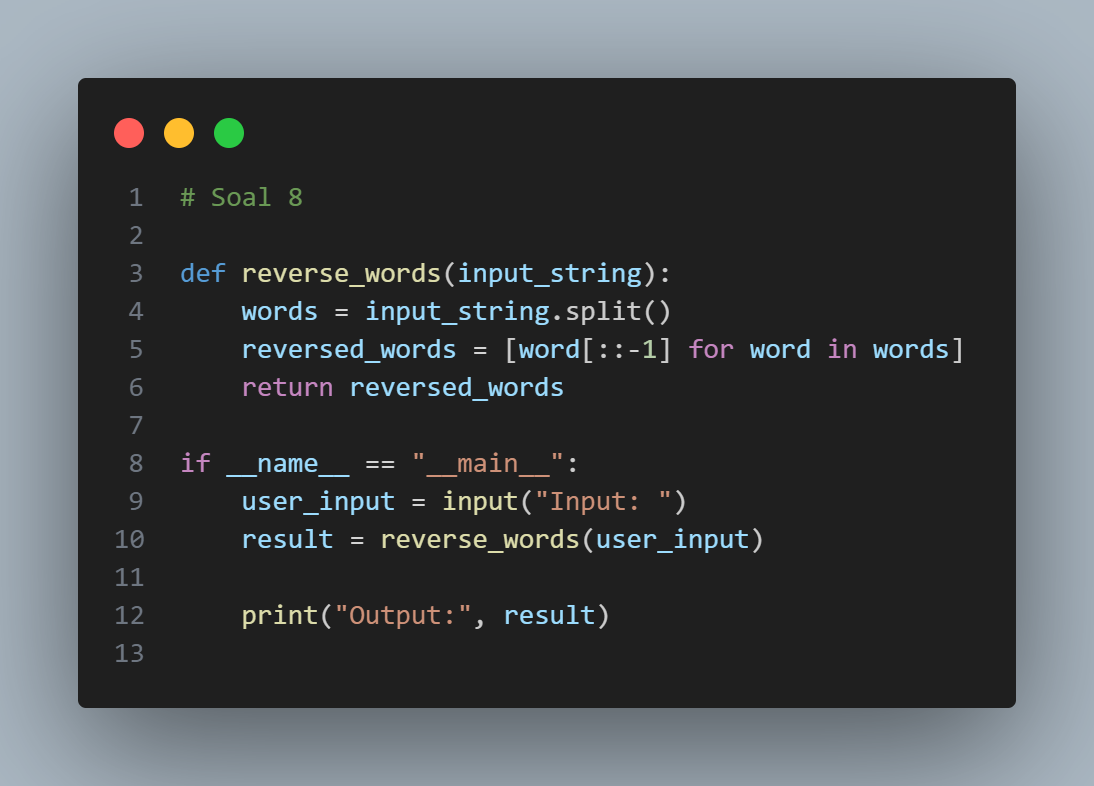 1 # Soal 8
2
3 def reverse_words(input_string):
4     words = input_string.split()
5     reversed_words = [word[::-1] for word in words]
6     return reversed_words
7
8 if __name__ == "__main__":
9     user_input = input("Input: ")
10     result = reverse_words(user_input)
11
12     print("Output:", result)
13